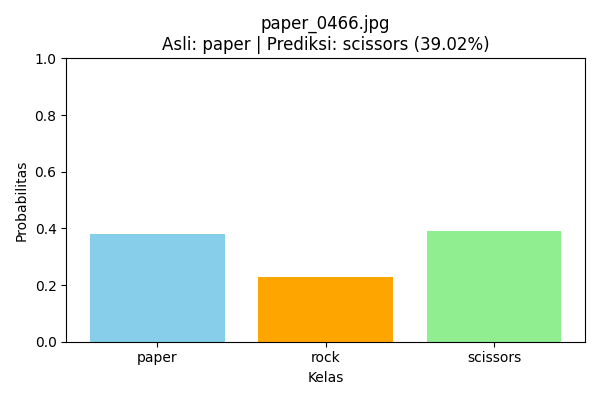 paper_0466.jpg
Asli: paper | Prediksi: scissors (39.02%)
1.0
0.8
0.6
0.4
0.2
0.0
Probabilitas
paper rock scissors
Kelas